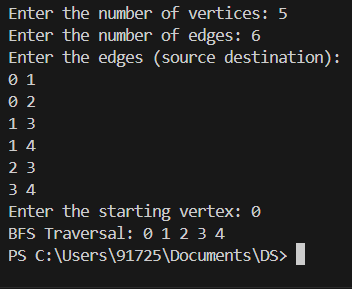 Enter the number of vertices: 5
Enter the number of edges: 6
Enter the edges (source destination):
0 1
0 2
1 3
1 4
2 3
3 4
Enter the starting vertex: 0
BFS Traversal: 0 1 2 3 4
PS C:\Users\91725\Documents\DS>